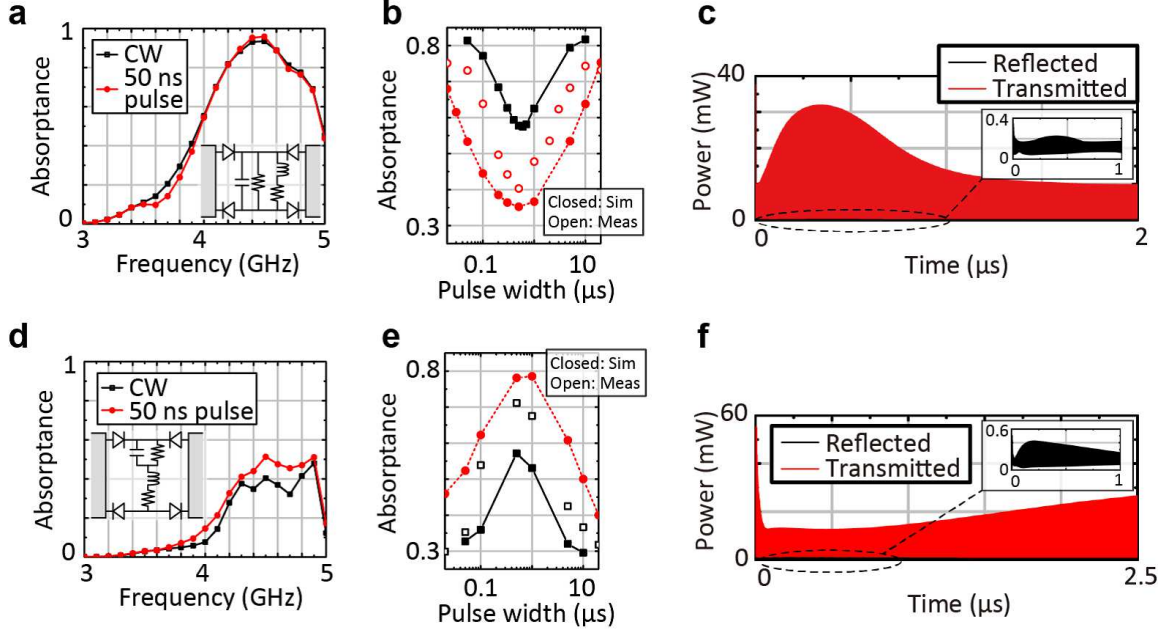 a
1
Absorptance
0
CW
50 ns
pulse
3
4
5
Frequency (GHz)
b
0.8
Absorptance
0.3
Closed: Sim
Open: Meas
0.1
10
Pulse width (μs)
c
40
Power (mW)
0
Reflected
Transmitted
0.4
0
0
1
0
2
Time (μs)
d
1
Absorptance
0
CW
50 ns pulse
3
4
5
Frequency (GHz)
e
0.8
Absorptance
0.3
Closed: Sim
Open: Meas
0.1
10
Pulse width (μs)
f
60
Power (mW)
0
Reflected
Transmitted
0.6
0
0
1
0
2.5
Time (μs)